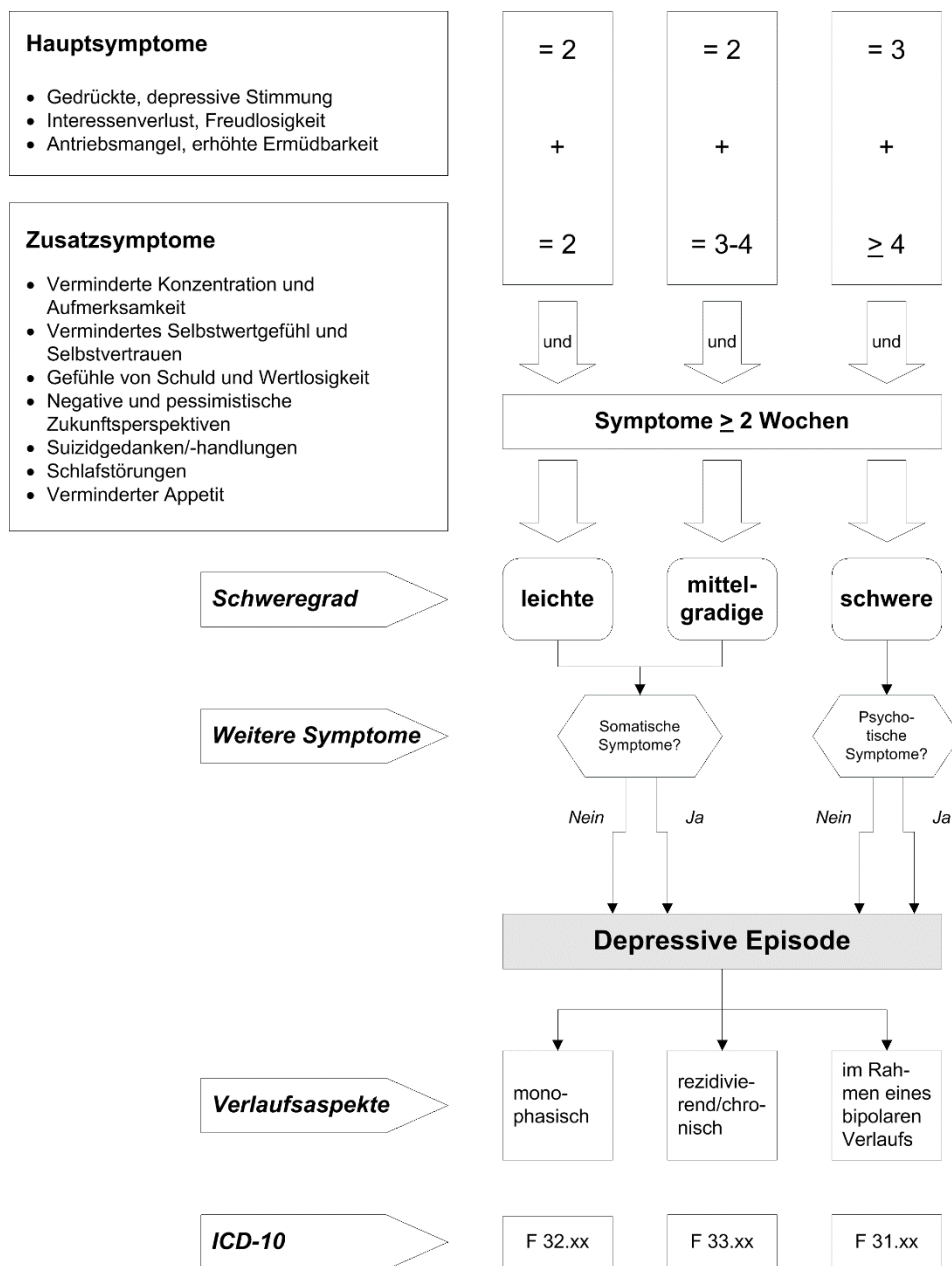 Hauptsymptome
• Gedrückte, depressive Stimmung
• Interessenverlust, Freudlosigkeit
• Antriebsmangel, erhöhte Ermüdbarkeit
= 2
= 2
= 3
+
+
+
= 2
= 3-4
≥ 4
Zusatzsymptome
• Verminderte Konzentration und
Aufmerksamkeit
• Vermindertes Selbstwertgefühl und
Selbstvertrauen
• Gefühle von Schuld und Wertlosigkeit
• Negative und pessimistische
Zukunftsperspektiven
• Suizidgedanken/-handlungen
• Schlafstörungen
• Verminderter Appetit
und
und
und
Symptome ≥ 2 Wochen
Schweregrad
leichte
mittel-
gradige
schwere
Weitere Symptome
Somatische
Symptome?
Psycho-
tische
Symptome?
Nein
Ja
Nein
Ja
Depressive Episode
Verlaufsaspekte
mono-
phasisch
rezidivie-
rend/chro-
nisch
im Rah-
men eines
bipolaren
Verlaufs
ICD-10
F 32.xx
F 33.xx
F 31.xx